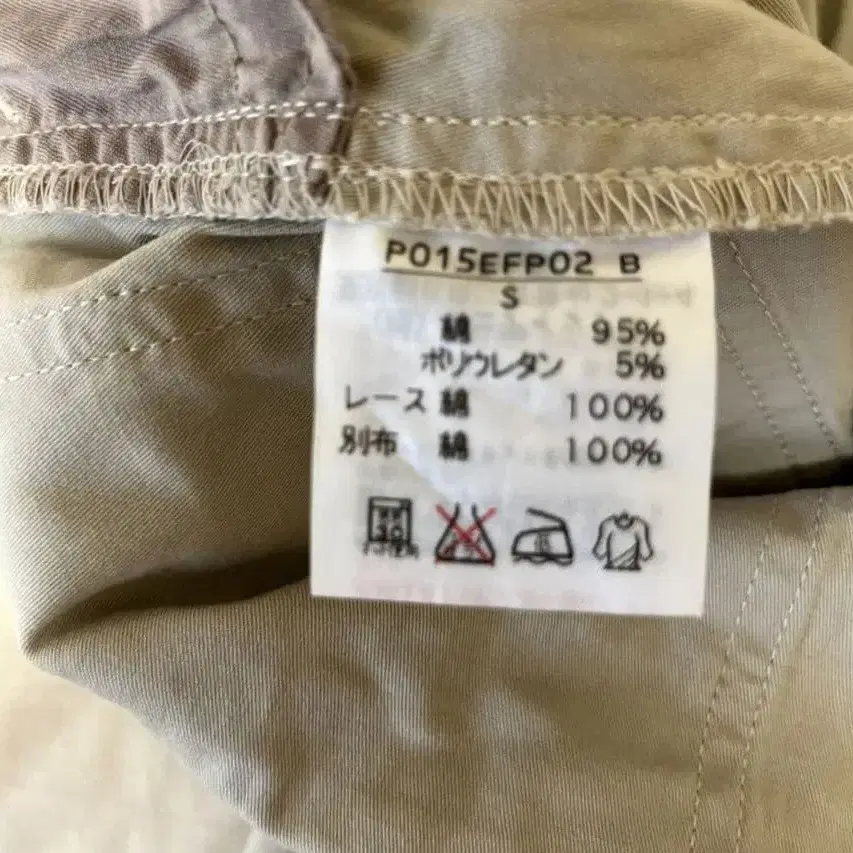 P015EFP02 B
S
綿 95%
ポリウレタン 5%
レース 綿 100%
別布 綿 100%
30